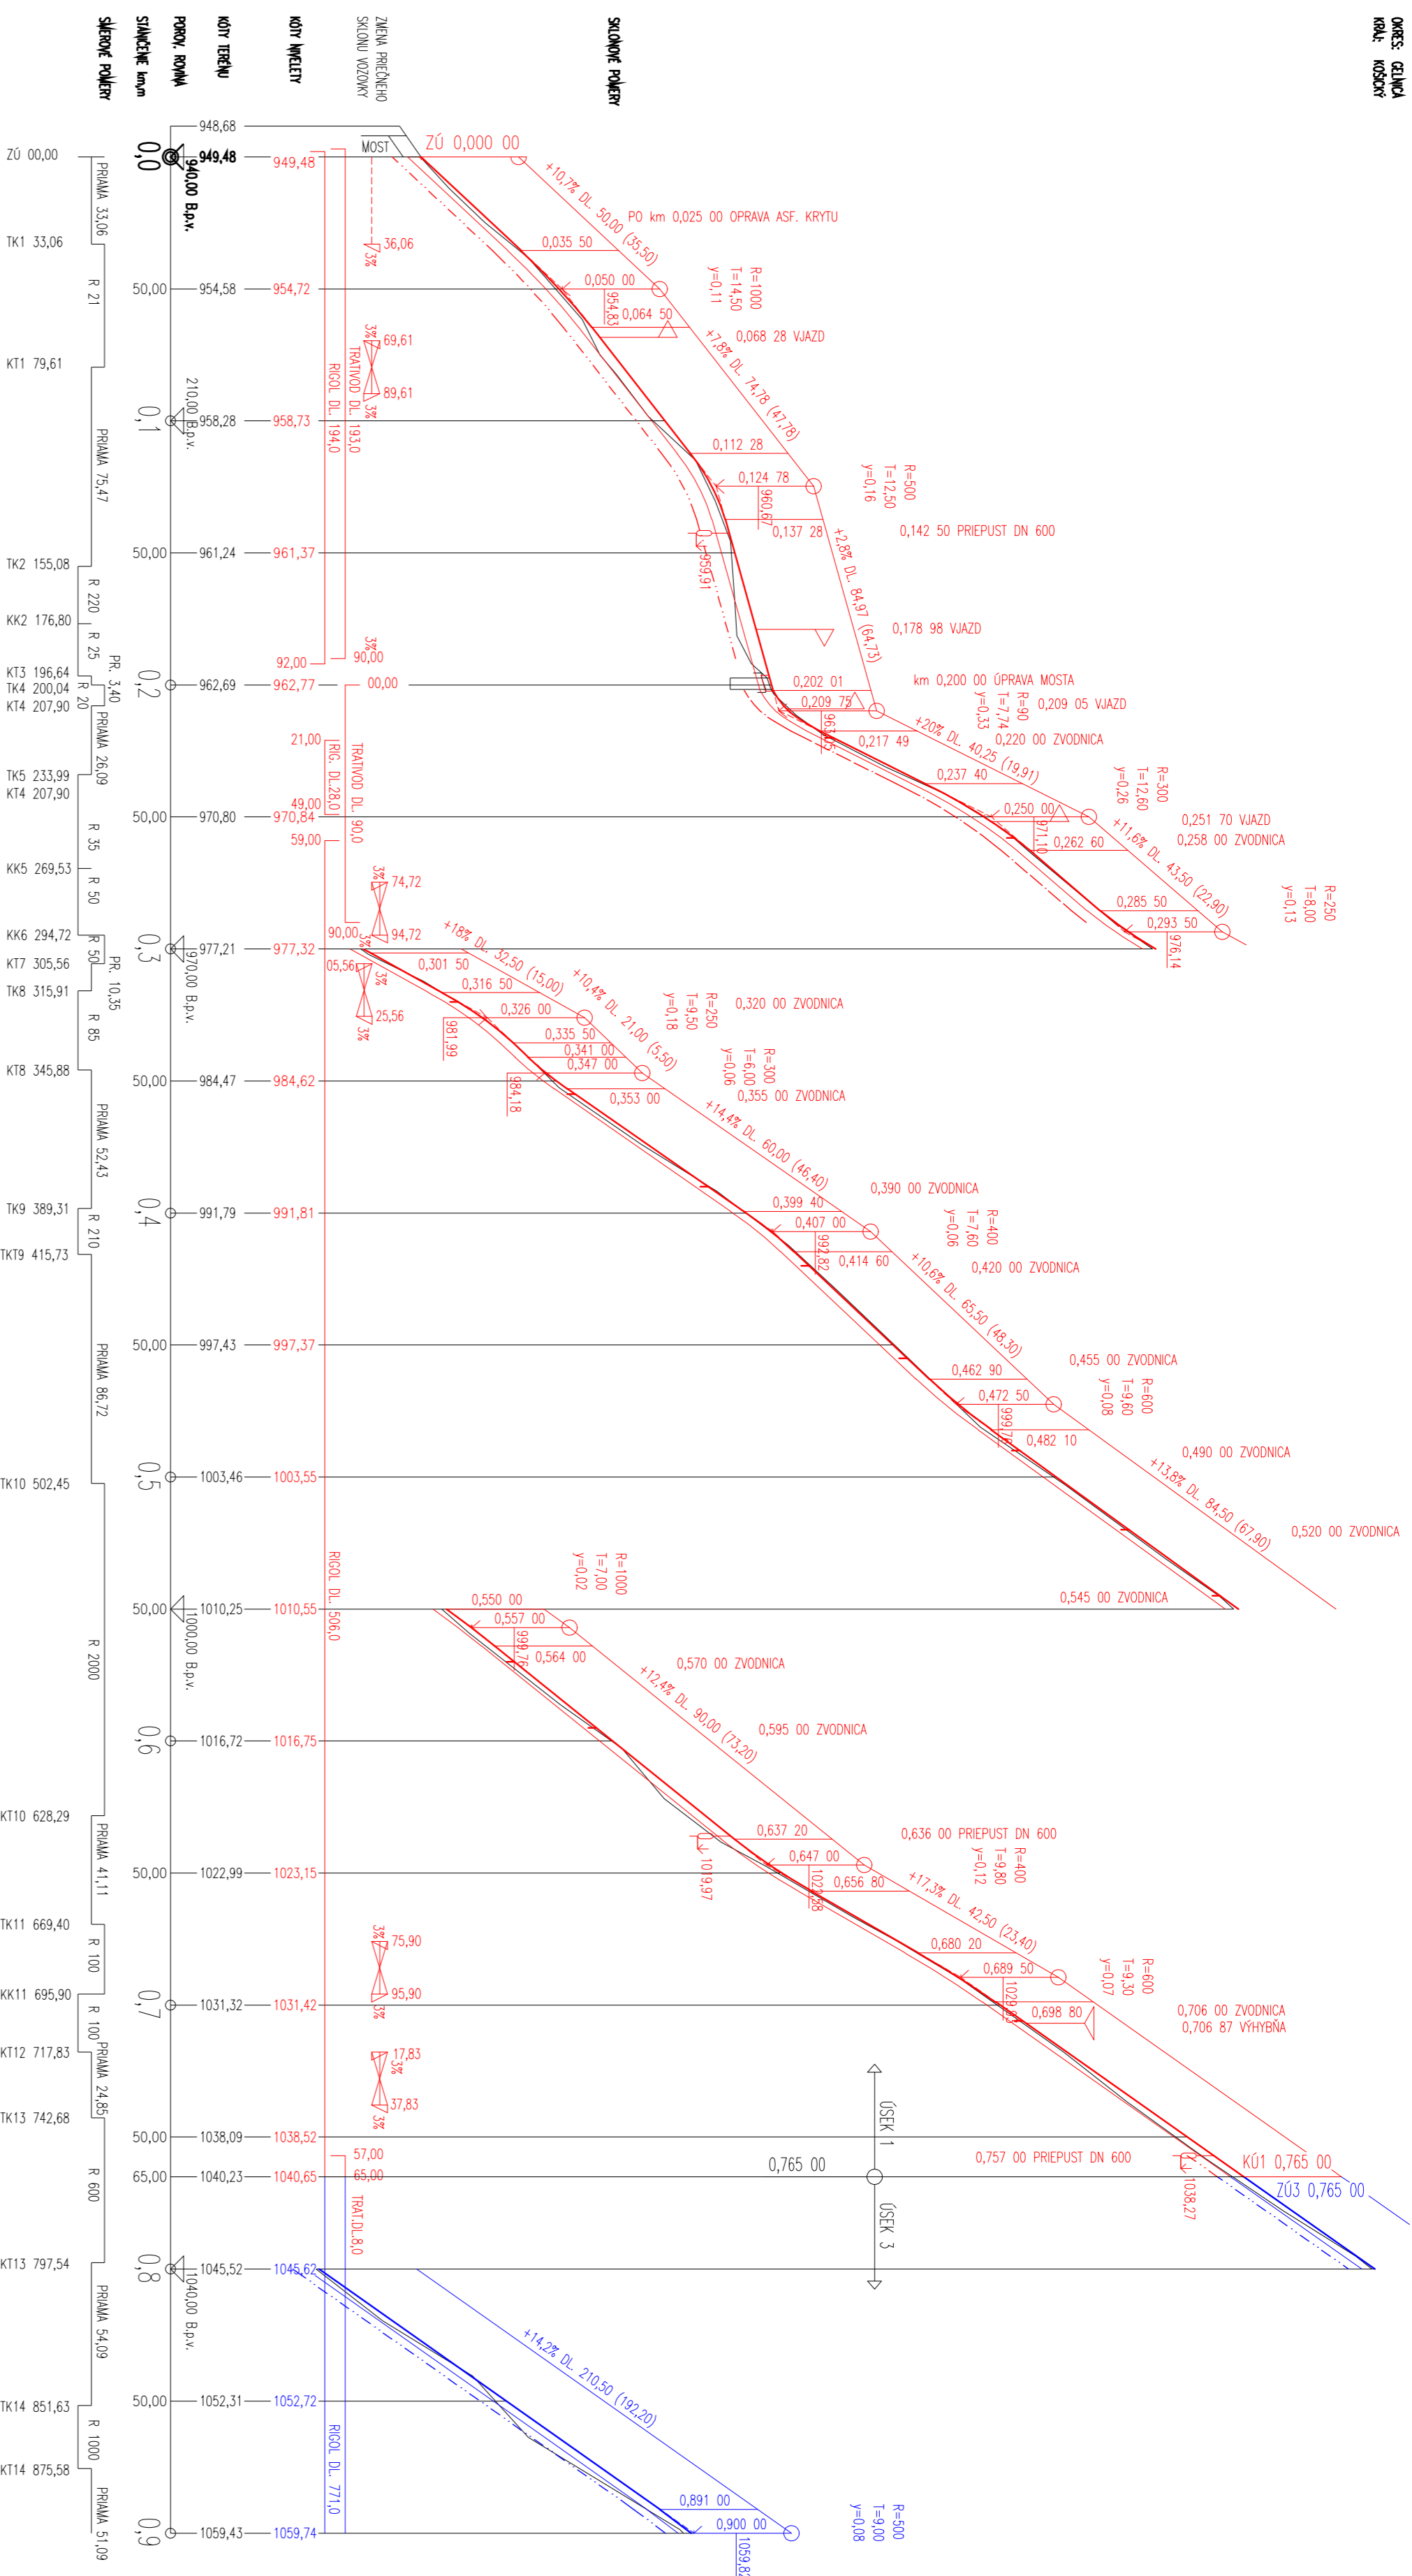 OKRES: GELNICA
KRAJ: KOŠICKÝ
SKLONOVÉ POMERY
ZMENA PRIEČNEHO
SKLONU VOZOVKY
KÓTY NIVELETY
KÓTY TERÉNU
POROV. ROVINA
STANIČENIE km,m
SMEROVÉ POMERY
ZÚ 00,00
PRIAMA 33,06
TK1 33,06
R 21
KT1 79,61
PRIAMA 75,47
TK2 155,08
R 220
KK2 176,80
R 25
KT3 196,64
PR. 3,40
TK4 200,04
R 20
KT4 207,90
PRIAMA 26,09
TK5 233,99
KT4 207,90
R 35
KK5 269,53
R 50
KK6 294,72
R 50
KT7 305,56
PR. 10,35
TK8 315,91
R 85
KT8 345,88
PRIAMA 52,43
TK9 389,31
R 210
TKT9 415,73
PRIAMA 86,72
TK10 502,45
R 2000
KT10 628,29
PRIAMA 41,11
TK11 669,40
R 100
KK11 695,90
R 100
KT12 717,83
PRIAMA 24,85
TK13 742,68
R 600
KT13 797,54
PRIAMA 54,09
TK14 851,63
R 1000
KT14 875,58
PRIAMA 51,09
0,0
50,00
0,1
50,00
0,2
50,00
0,3
50,00
0,4
50,00
0,5
50,00
0,6
50,00
0,7
50,00
65,00
0,8
50,00
0,9
940,00 B.p.v.
210,00 B.p.v.
970,00 B.p.v.
1000,00 B.p.v.
1040,00 B.p.v.
948,68
949,48
954,58
958,28
961,24
962,69
970,80
977,21
984,47
991,79
997,43
1003,46
1010,25
1016,72
1022,99
1031,32
1038,09
1040,23
1045,52
1052,31
1059,43
949,48
954,72
958,73
961,37
962,77
970,84
977,32
984,62
991,81
997,37
1003,55
1010,55
1016,75
1023,15
1031,42
1038,52
1040,65
1045,62
1052,72
1059,74
RIGOL DL. 194,0
TRATIVOD DL. 193,0
92,00
90,00
00,00
21,00
RIG. DL.28,0
49,00
59,00
TRATIVOD DL. 90,0
90,00
RIGOL DL. 506,0
57,00
65,00
TRAT.DL.8,0
RIGOL DL. 771,0
MOST
36,06
3%
3%
69,61
89,61
3%
3%
3%
74,72
94,72
3%
05,56
3%
25,56
3%
3%
75,90
95,90
3%
17,83
3%
37,83
3%
ZÚ 0,000 00
+10,7% DL. 50,00 (35,50)
PO km 0,025 00 OPRAVA ASF. KRYTU
0,035 50
0,050 00
954,83
0,064 50
R=1000
T=14,50
y=0,11
0,068 28 VJAZD
+7,8% DL. 74,78 (47,78)
0,112 28
0,124 78
960,67
0,137 28
R=500
T=12,50
y=0,16
0,142 50 PRIEPUST DN 600
959,91
+2,8% DL. 84,97 (64,73)
0,178 98 VJAZD
km 0,200 00 ÚPRAVA MOSTA
0,202 01
0,209 75
963,05
0,217 49
R=90
T=7,74
y=0,33
0,209 05 VJAZD
0,220 00 ZVODNICA
+20% DL. 40,25 (19,91)
0,237 40
0,250 00
971,10
0,262 60
R=300
T=12,60
y=0,26
0,251 70 VJAZD
0,258 00 ZVODNICA
+11,6% DL. 43,50 (22,90)
0,285 50
0,293 50
976,14
R=250
T=8,00
y=0,13
0,301 50
+18% DL. 32,50 (15,00)
0,316 50
0,326 00
981,99
0,335 50
R=250
T=9,50
y=0,18
0,320 00 ZVODNICA
+10,4% DL. 21,00 (5,50)
0,341 00
0,347 00
984,18
0,353 00
R=300
T=6,00
y=0,06
0,355 00 ZVODNICA
+14,4% DL. 60,00 (46,40)
0,390 00 ZVODNICA
0,399 40
0,407 00
992,82
0,414 60
R=400
T=7,60
y=0,06
0,420 00 ZVODNICA
+10,6% DL. 65,50 (48,30)
0,455 00 ZVODNICA
0,462 90
0,472 50
999,76
0,482 10
R=600
T=9,60
y=0,08
0,490 00 ZVODNICA
+13,8% DL. 84,50 (67,90)
0,520 00 ZVODNICA
0,545 00 ZVODNICA
0,550 00
0,557 00
999,76
0,564 00
R=1000
T=7,00
y=0,02
0,570 00 ZVODNICA
+12,4% DL. 90,00 (73,20)
0,595 00 ZVODNICA
0,636 00 PRIEPUST DN 600
0,637 20
1019,97
0,647 00
0,656 80
R=400
T=9,80
y=0,12
+17,3% DL. 42,50 (23,40)
0,680 20
0,689 50
0,698 80
R=600
T=9,30
y=0,07
0,706 00 ZVODNICA
0,706 87 VÝHYBŇA
ÚSEK 1
0,765 00
ÚSEK 3
0,757 00 PRIEPUST DN 600
1038,27
KÚ1 0,765 00
ZÚ3 0,765 00
+14,2% DL. 210,50 (192,20)
0,891 00
0,900 00
1059,82
R=500
T=9,00
y=0,08